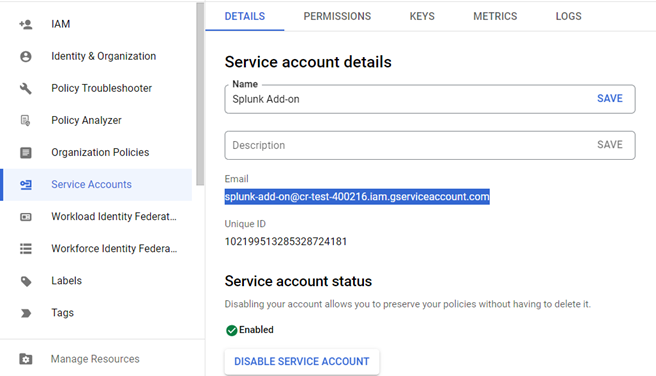 IAM
Identity & Organization
Policy Troubleshooter
Policy Analyzer
Organization Policies
Service Accounts
Workload Identity Federat...
Workforce Identity Federa...
Labels
Tags
Manage Resources
DETAILS PERMISSIONS KEYS METRICS LOGS
Service account details
Name
Splunk Add-on SAVE
Description SAVE
Email
splunk-add-on@cr-test-400216.iam.gserviceaccount.com
Unique ID
102199513285328724181
Service account status
Disabling your account allows you to preserve your policies without having to delete it.
Enabled
DISABLE SERVICE ACCOUNT